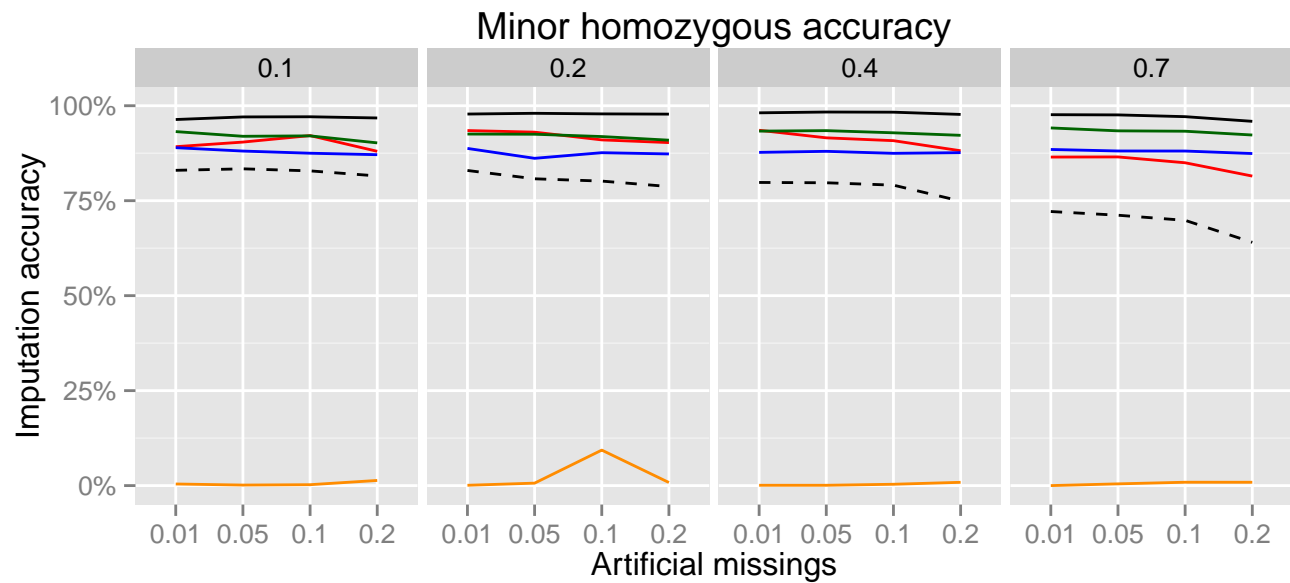 Minor homozygous accuracy
0.1 0.2 0.4 0.7
100%
75%
50%
25%
0%
Imputation accuracy
0.01 0.05 0.1 0.2 0.01 0.05 0.1 0.2 0.01 0.05 0.1 0.2 0.01 0.05 0.1 0.2
Artificial missings